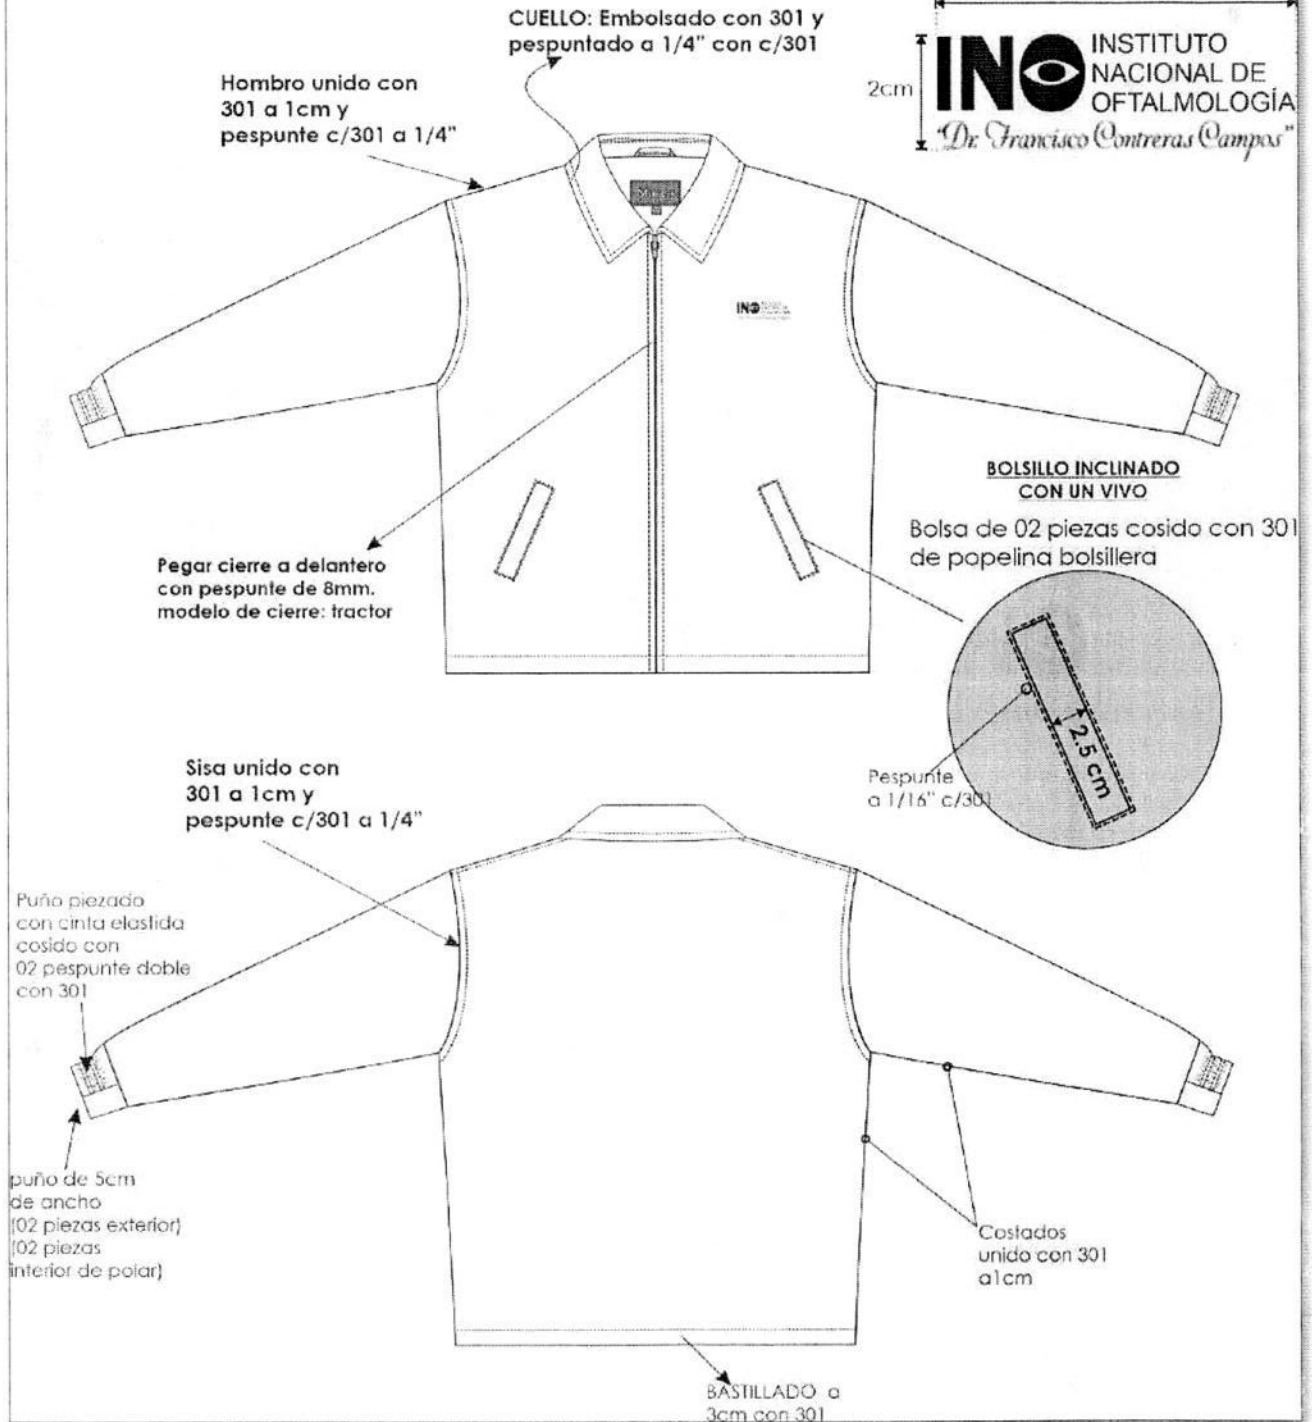 CUELLO: Embolsado con 301 y
pespuntado a 1/4" con c/301
Hombro unido con
301 a 1cm y
pespunte c/301 a 1/4"
2cm
INO
INSTITUTO
NACIONAL DE
OFTALMOLOGÍA
"Dr. Francisco Contreras Campos"
INO
BOLSILLO INCLINADO
CON UN VIVO
Bolsa de 02 piezas cosido con 301
de popelina bolsillera
Pegar cierre a delantero
con pespunte de 8mm.
modelo de cierre: tractor
2.5 cm
Pespunte
a 1/16" c/301
Sisa unido con
301 a 1cm y
pespunte c/301 a 1/4"
Puño piezado
con cinta elastida
cosido con
02 pespunte doble
con 301
puño de 5cm
de ancho
(02 piezas exterior)
(02 piezas
interior de polar)
Costados
unido con 301
a1cm
BASTILLADO a
3cm con 301